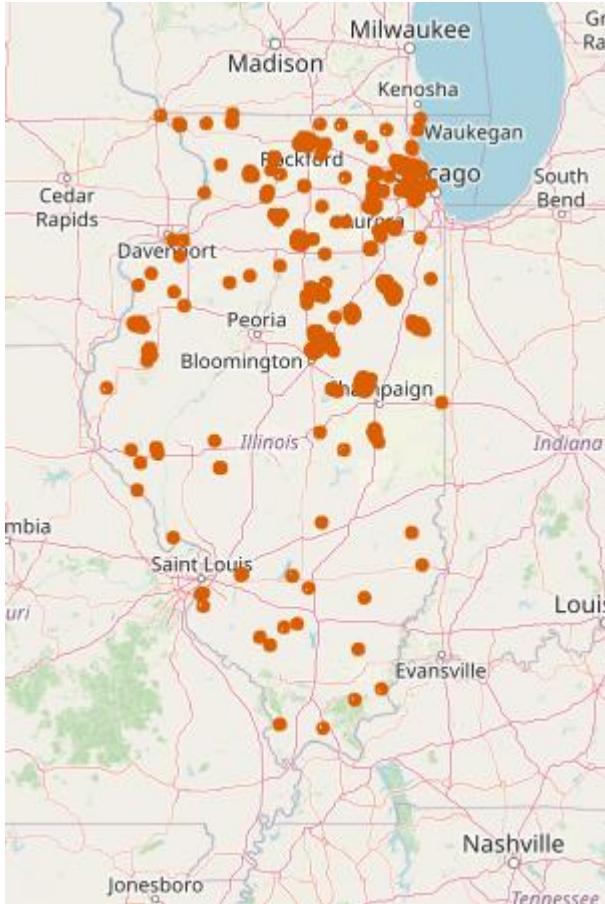 Milwaukee
Madison
Gr
Ra
Kenosha
Waukegan
Rockford
cago
Cedar
Rapids
South
Bend
Aurora
Davenport
Peoria
Bloomington
Champaign
Illinois
Indiana
mbia
Saint Louis
uri
Louis
Evansville
Nashville
Jonesboro
Tennessee